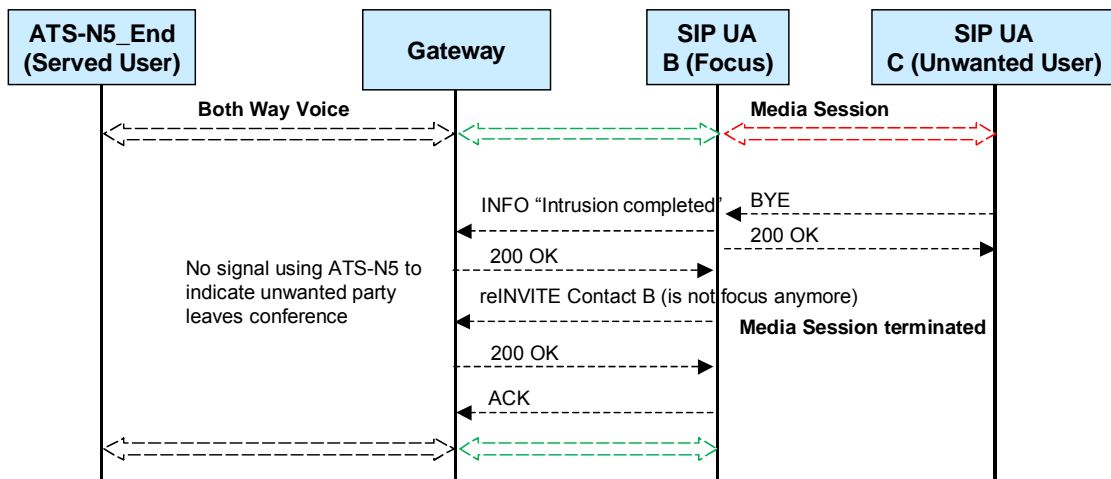 ATS-N5_End
(Served User)
Gateway
SIP UA
B (Focus)
SIP UA
C (Unwanted User)
Both Way Voice
Media Session
INFO “Intrusion completed”
BYE
200 OK
200 OK
No signal using ATS-N5 to
indicate unwanted party
leaves conference
reINVITE Contact B (is not focus anymore)
Media Session terminated
200 OK
ACK